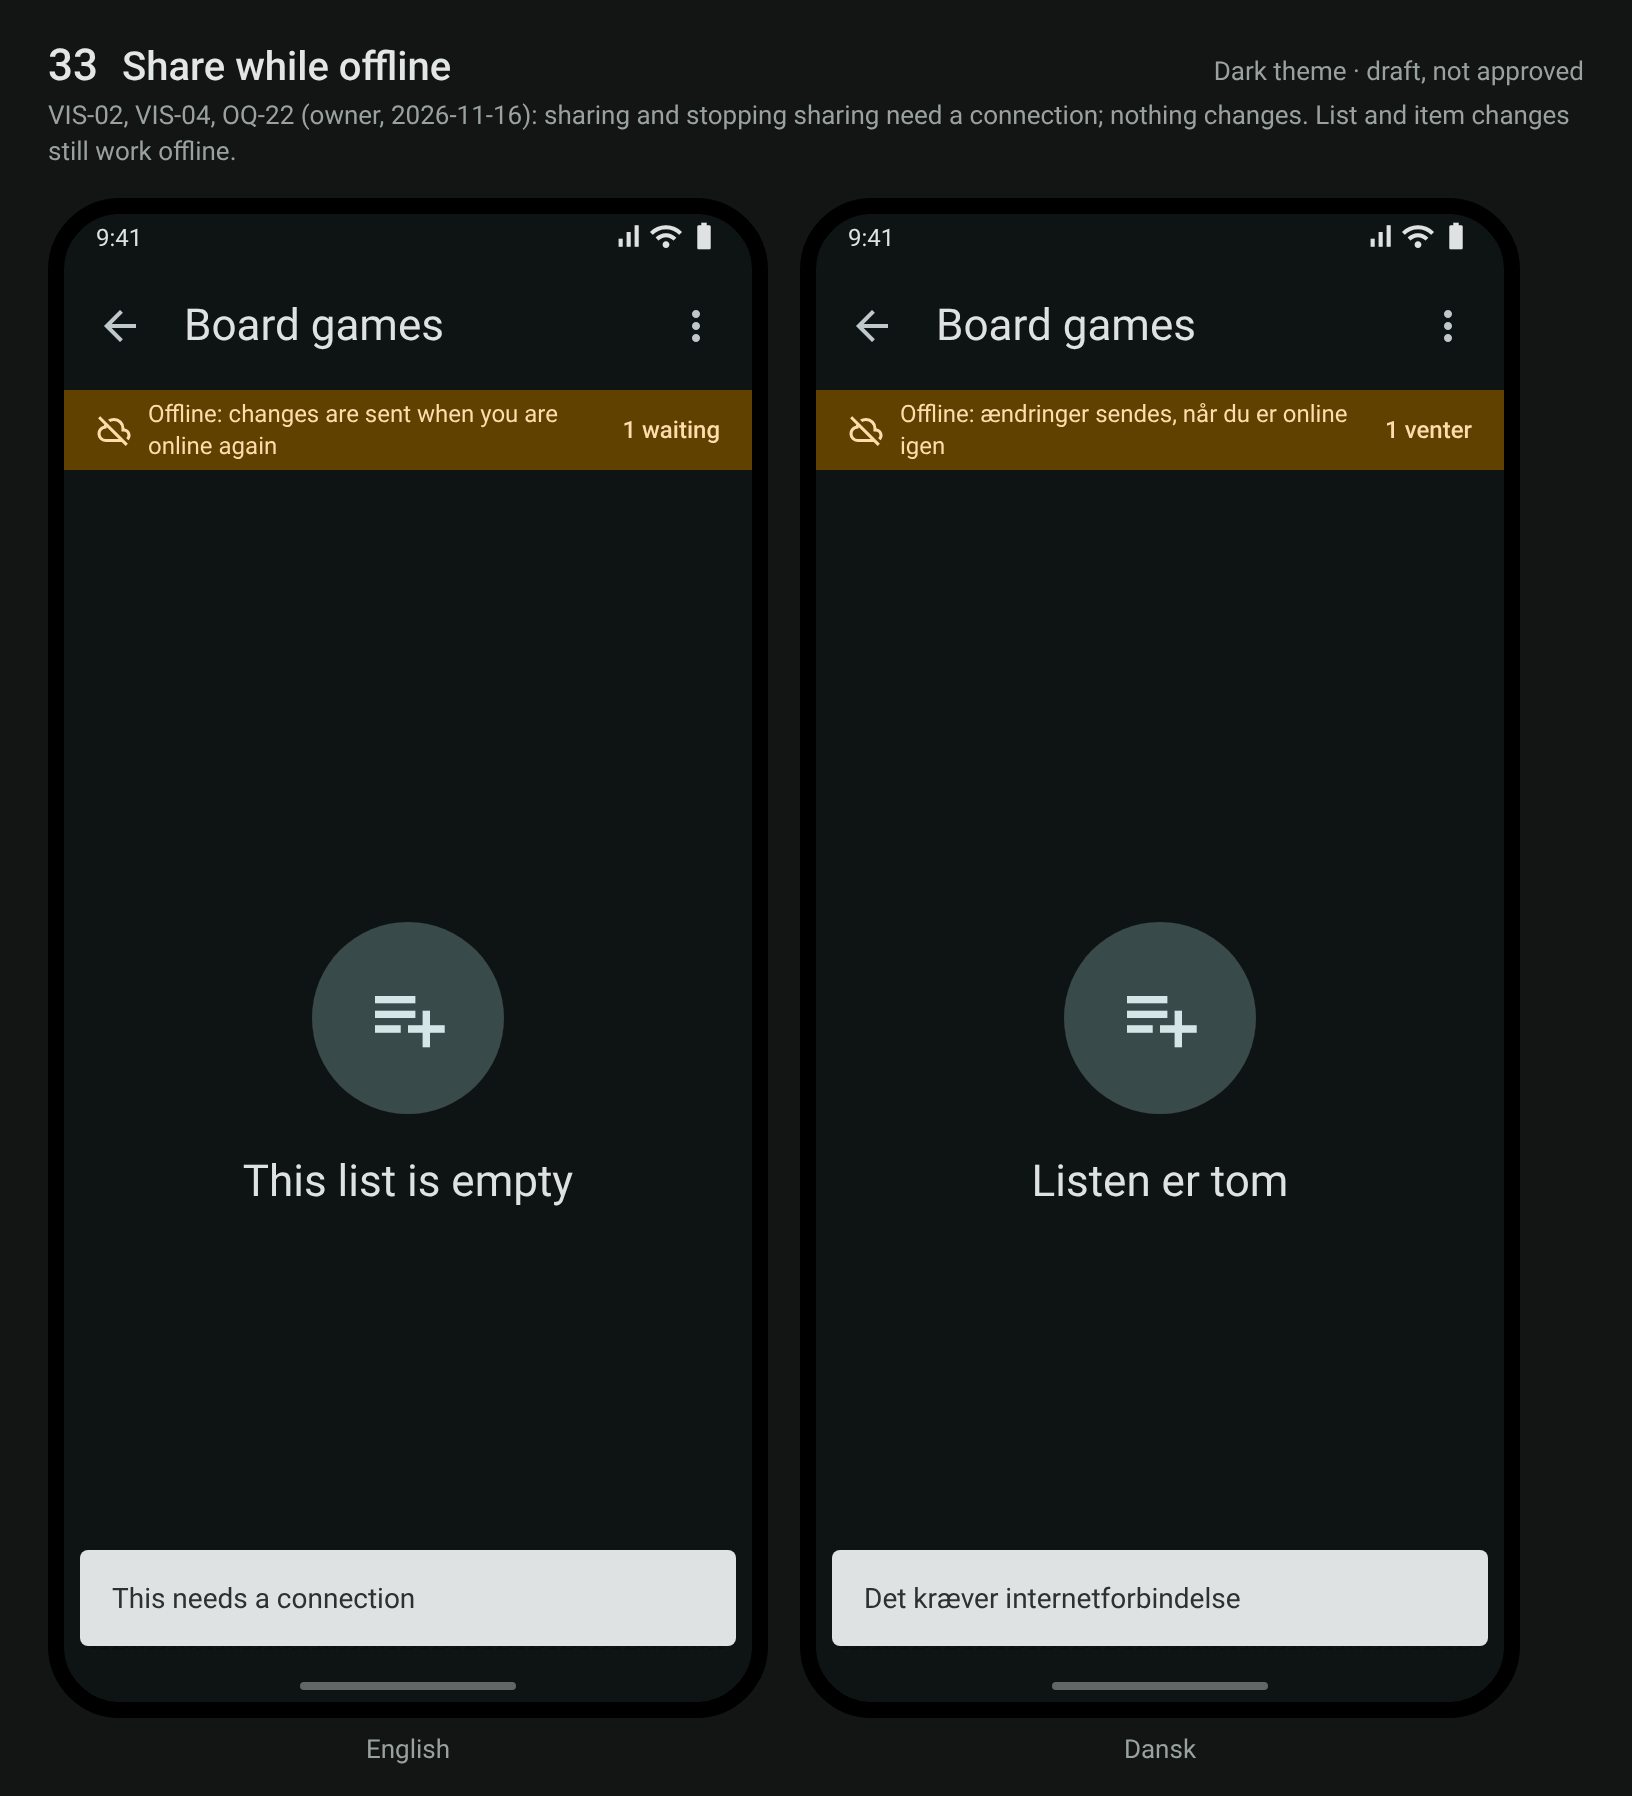 33 Share while offline
Dark theme · draft, not approved
VIS-02, VIS-04, OQ-22 (owner, 2026-11-16): sharing and stopping sharing need a connection; nothing changes. List and item changes
still work offline.
9:41
Board games
Offline: changes are sent when you are
online again
1 waiting
This list is empty
This needs a connection
English
9:41
Board games
Offline: ændringer sendes, når du er online
igen
1 venter
Listen er tom
Det kræver internetforbindelse
Dansk